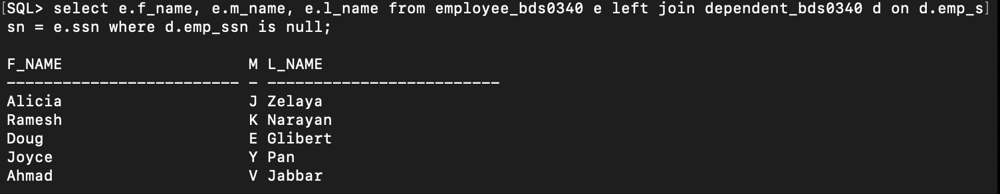 [SQL> select e.f_name, e.m_name, e.l_name from employee_bds0340 e left join dependent_bds0340 d on d.emp_s]
sn = e.ssn where d.emp_ssn is null;
F_NAME                    M L_NAME
------------------------- - -------------------------
Alicia                    J Zelaya
Ramesh                    K Narayan
Doug                      E Glibert
Joyce                     Y Pan
Ahmad                     V Jabbar